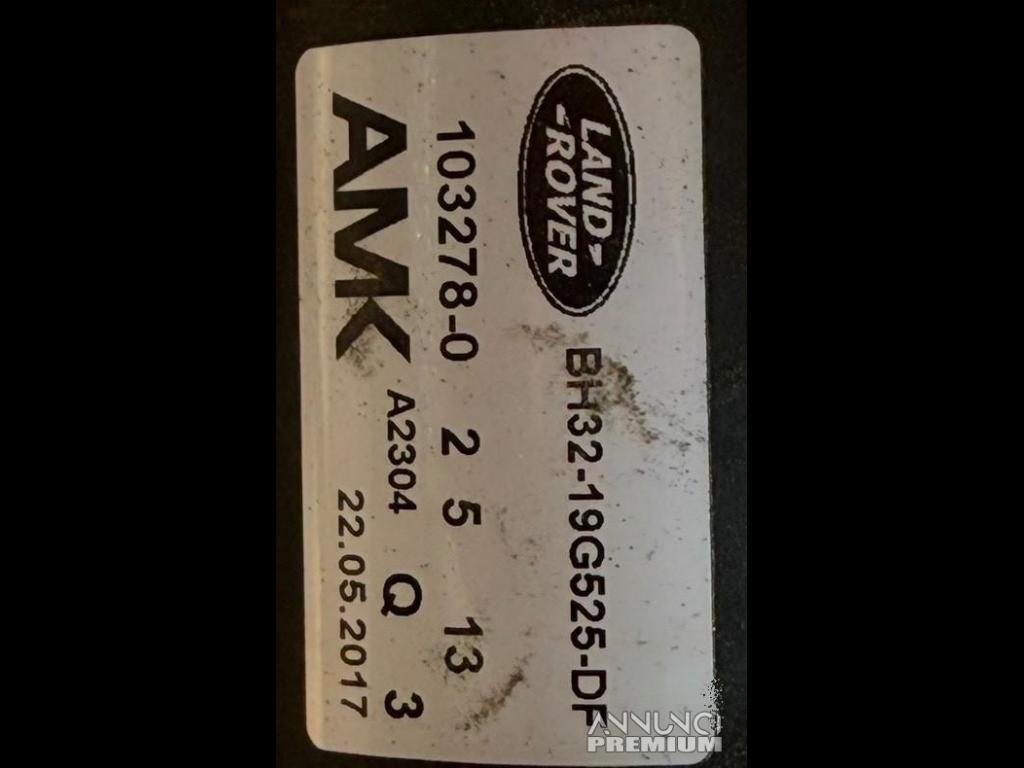 LAND-
-ROVER
BH32-19G525-DF
103278-0 2 5 13
AMK A2304 Q 3
22.05.2017
ANNUNCI
PREMIUM